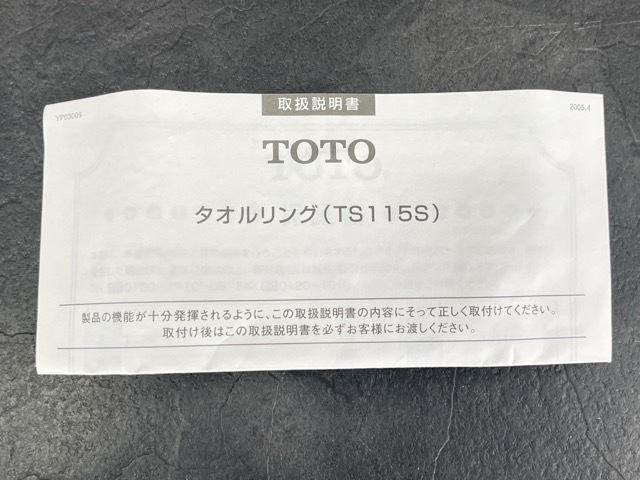 取扱説明書
YP03009
2005.4
TOTO
タオルリング(TS115S)
製品の機能が十分発揮されるように、この取扱説明書の内容にそって正しく取付けてください。
取付け後はこの取扱説明書を必ずお客様にお渡しください。